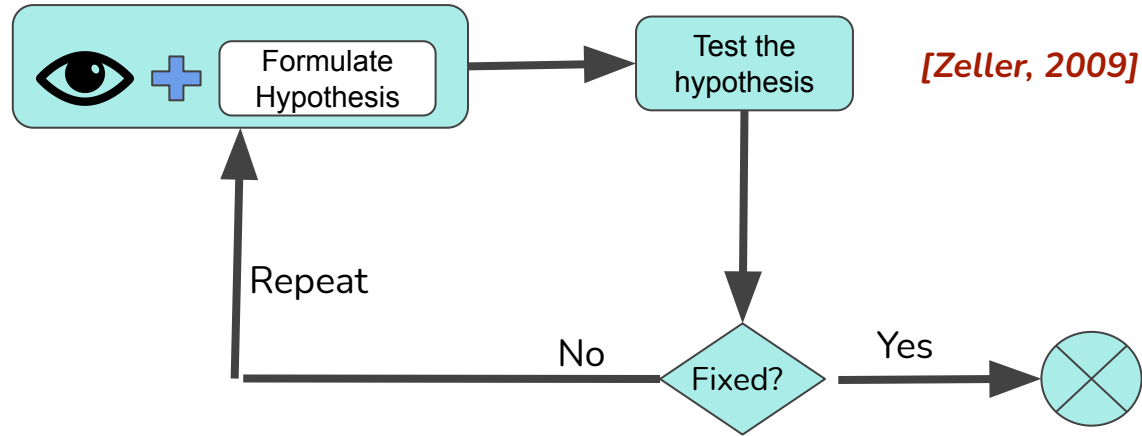 Formulate
Hypothesis
Test the
hypothesis
[Zeller, 2009]
Repeat
No
Fixed?
Yes